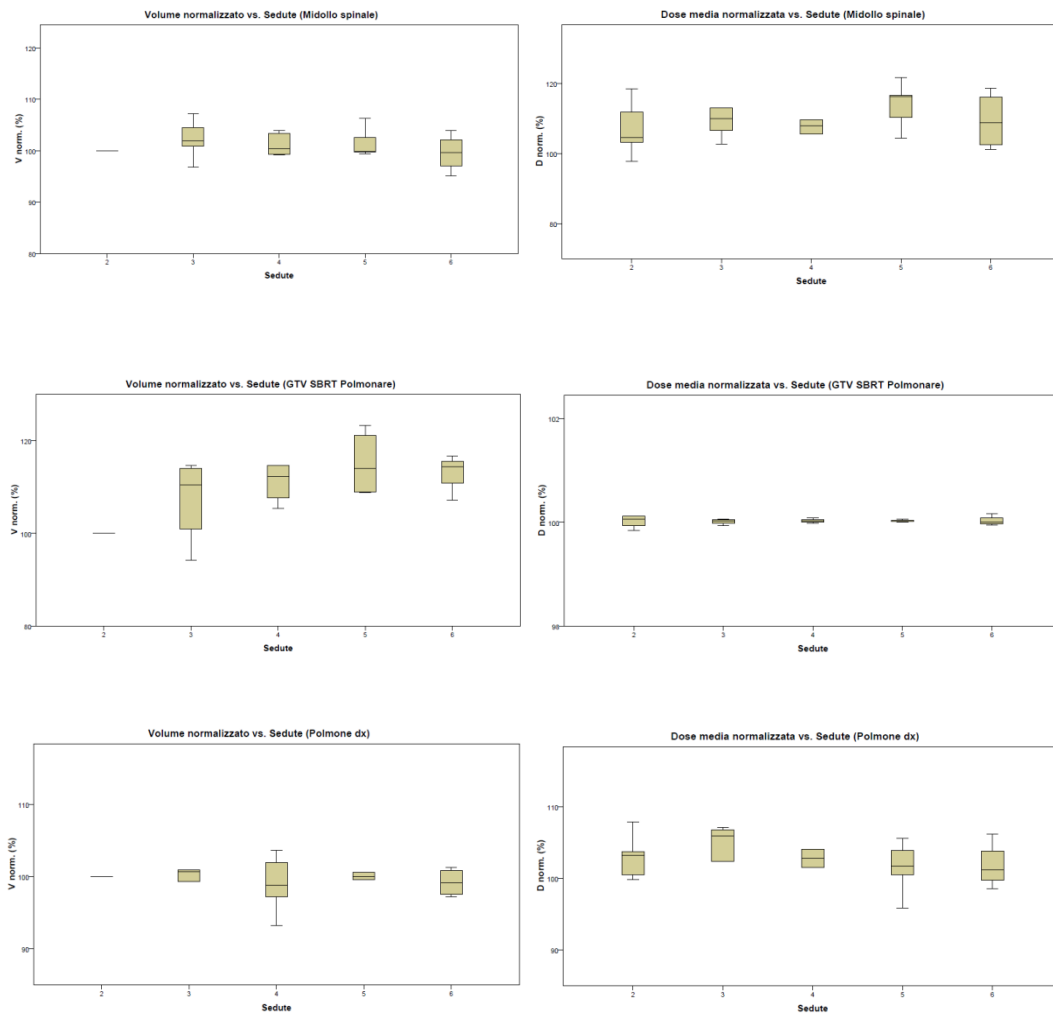 Volume normalizzato vs. Sedute (Midollo spinale)
V norm. (%)
120
110
100
90
80
2 3 4 5 6
Sedute
Dose media normalizzata vs. Sedute (Midollo spinale)
D norm. (%)
120
100
80
2 3 4 5 6
Sedute
Volume normalizzato vs. Sedute (GTV SBRT Polmonare)
V norm. (%)
120
100
80
2 3 4 5 6
Sedute
Dose media normalizzata vs. Sedute (GTV SBRT Polmonare)
D norm. (%)
102
100
98
2 3 4 5 6
Sedute
Volume normalizzato vs. Sedute (Polmone dx)
V norm. (%)
110
100
90
2 3 4 5 6
Sedute
Dose media normalizzata vs. Sedute (Polmone dx)
D norm. (%)
110
100
90
2 3 4 5 6
Sedute